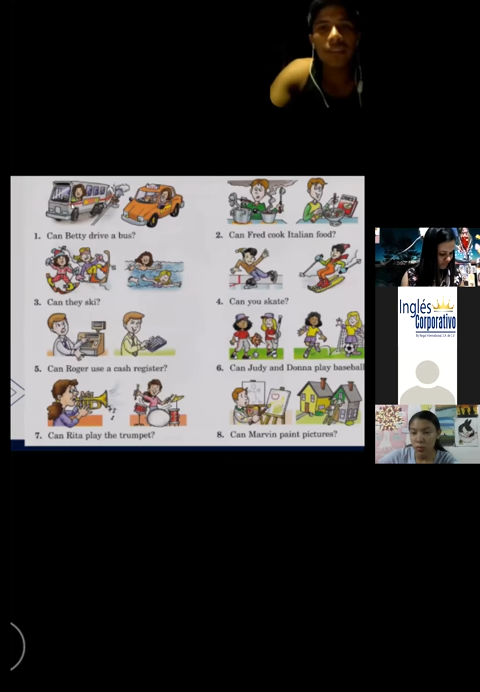 1. Can Betty drive a bus?
2. Can Fred cook Italian food?
3. Can they ski?
4. Can you skate?
5. Can Roger use a cash register?
6. Can Judy and Donna play baseball
7. Can Rita play the trumpet?
8. Can Marvin paint pictures?
Inglés
Corporativo